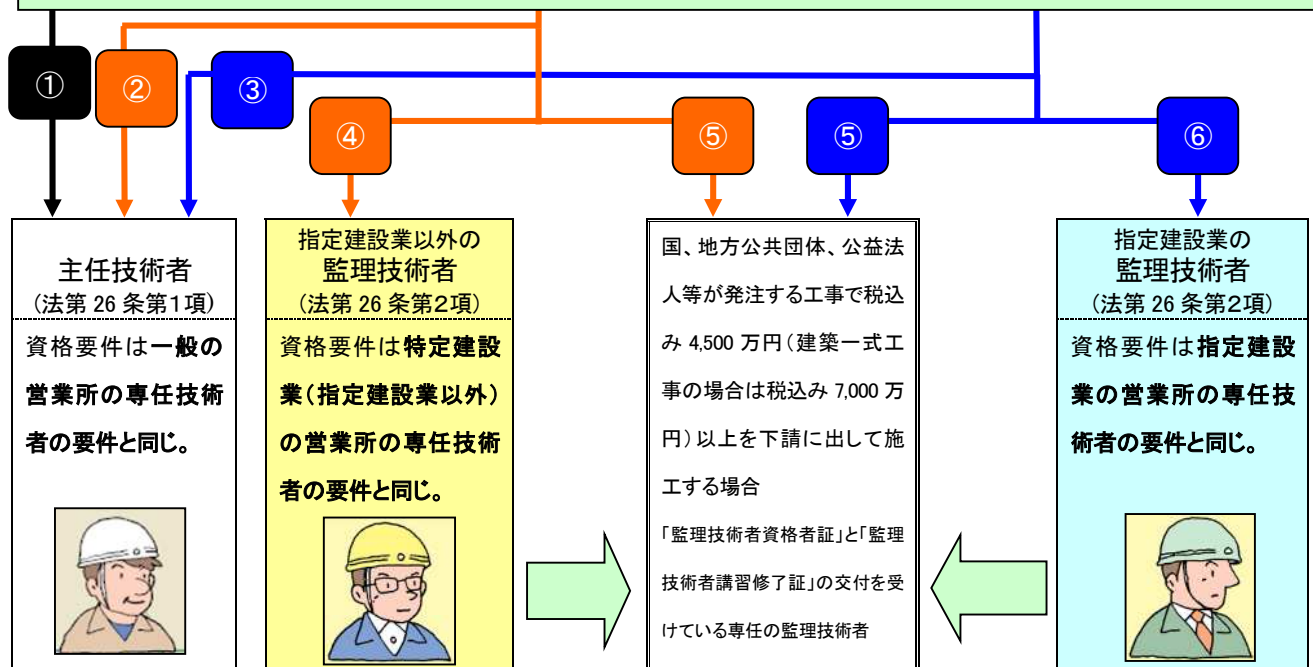 ①
②
③
④
⑤
⑤
⑥
主任技術者
(法第 26 条第1項)
資格要件は一般の
営業所の専任技術
者の要件と同じ。
指定建設業以外の
監理技術者
(法第 26 条第2項)
資格要件は特定建設
業(指定建設業以外)
の営業所の専任技術
者の要件と同じ。
国、地方公共団体、公益法
人等が発注する工事で税込
み 4,500 万円(建築一式工
事の場合は税込み 7,000 万
円)以上を下請に出して施
工する場合
「監理技術者資格者証」と「監理
技術者講習修了証」の交付を受
けている専任の監理技術者
指定建設業の
監理技術者
(法第 26 条第2項)
資格要件は指定建設
業の営業所の専任技
術者の要件と同じ。